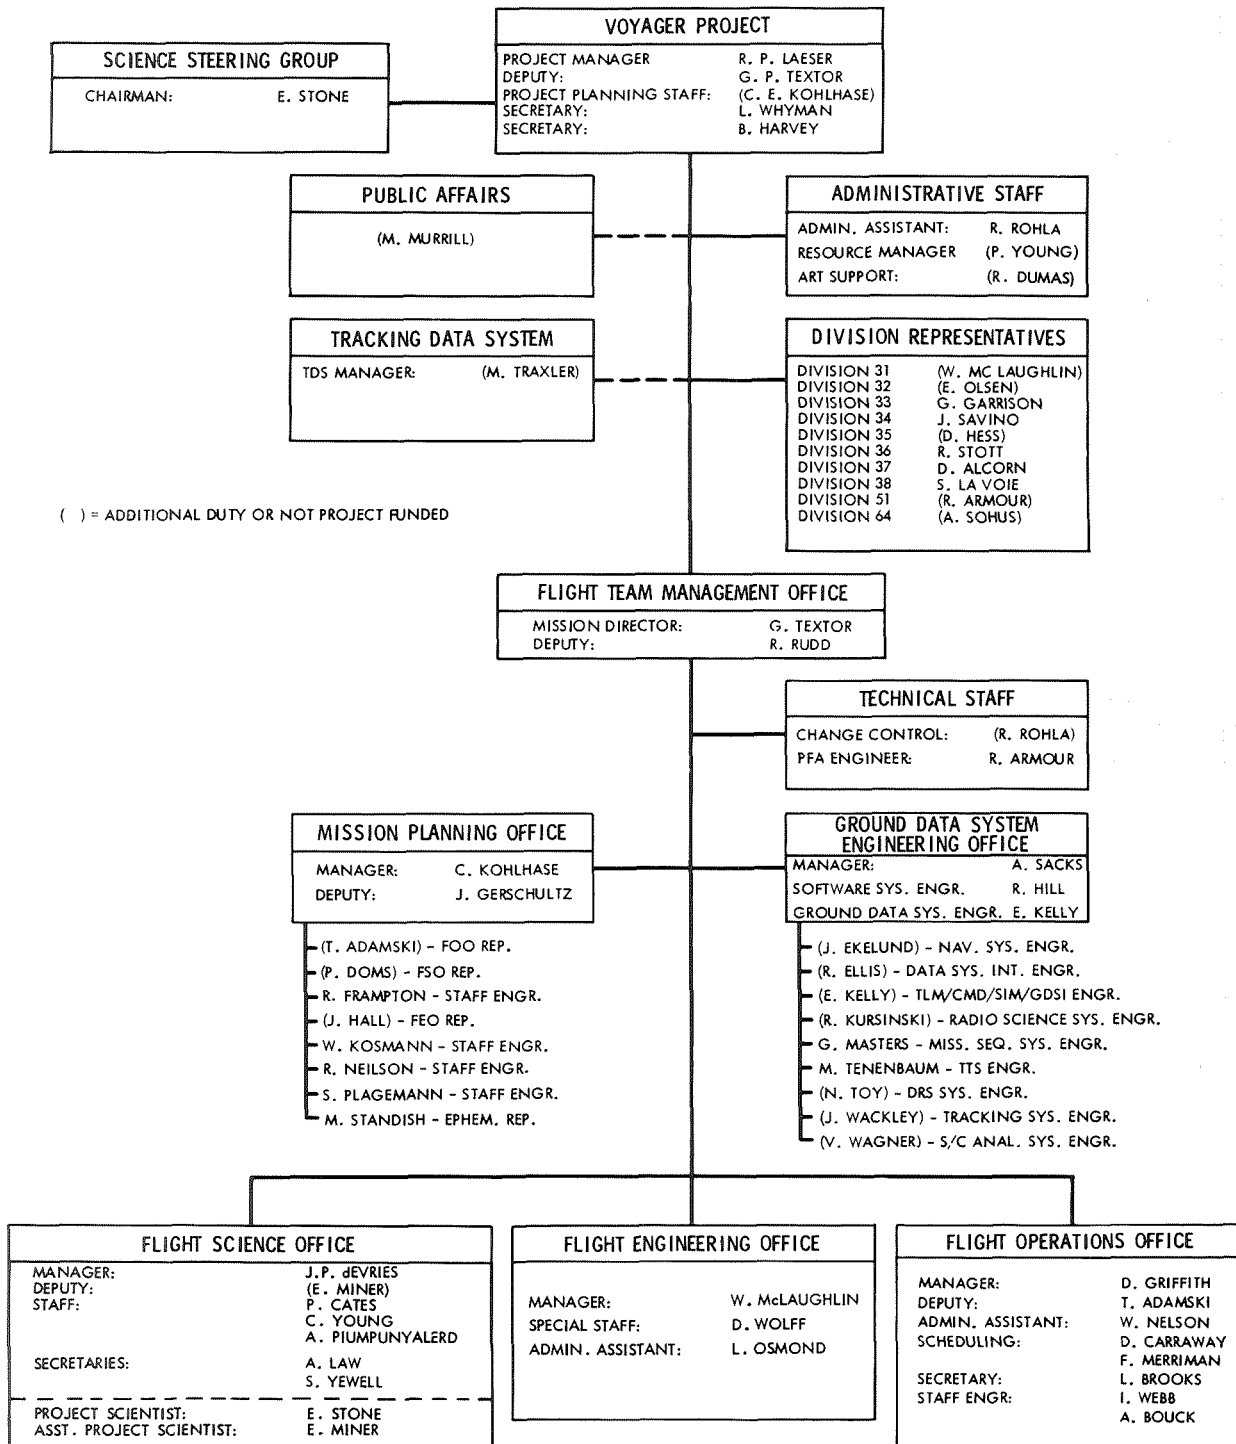 VOYAGER PROJECT
PROJECT MANAGER R. P. LAESER
DEPUTY: G. P. TEXTOR
PROJECT PLANNING STAFF: (C. E. KOHLHASE)
SECRETARY: L. WHYMAN
SECRETARY: B. HARVEY
SCIENCE STEERING GROUP
CHAIRMAN: E. STONE
PUBLIC AFFAIRS
(M. MURRILL)
ADMINISTRATIVE STAFF
ADMIN. ASSISTANT: R. ROHLA
RESOURCE MANAGER (P. YOUNG)
ART SUPPORT: (R. DUMAS)
TRACKING DATA SYSTEM
TDS MANAGER: (M. TRAXLER)
DIVISION REPRESENTATIVES
DIVISION 31 (W. MC LAUGHLIN)
DIVISION 32 (E. OLSEN)
DIVISION 33 G. GARRISON
DIVISION 34 J. SAVINO
DIVISION 35 (D. HESS)
DIVISION 36 R. STOTT
DIVISION 37 D. ALCORN
DIVISION 38 S. LA VOIE
DIVISION 51 (R. ARMOUR)
DIVISION 64 (A. SOHUS)
( ) = ADDITIONAL DUTY OR NOT PROJECT FUNDED
FLIGHT TEAM MANAGEMENT OFFICE
MISSION DIRECTOR: G. TEXTOR
DEPUTY: R. RUDD
TECHNICAL STAFF
CHANGE CONTROL: (R. ROHLA)
PFA ENGINEER: R. ARMOUR
MISSION PLANNING OFFICE
MANAGER: C. KOHLHASE
DEPUTY: J. GERSCHULTZ
(T. ADAMSKI) - FOO REP.
(P. DOMS) - FSO REP.
R. FRAMPTON - STAFF ENGR.
(J. HALL) - FEO REP.
W. KOSMANN - STAFF ENGR.
R. NEILSON - STAFF ENGR.
S. PLAGEMANN - STAFF ENGR.
M. STANDISH - EPHEM. REP.
GROUND DATA SYSTEM
ENGINEERING OFFICE
MANAGER: A. SACKS
SOFTWARE SYS. ENGR. R. HILL
GROUND DATA SYS. ENGR. E. KELLY
(J. EKELUND) - NAV. SYS. ENGR.
(R. ELLIS) - DATA SYS. INT. ENGR.
(E. KELLY) - TLM/CMD/SIM/GDSI ENGR.
(R. KURSINSKI) - RADIO SCIENCE SYS. ENGR.
G. MASTERS - MISS. SEQ. SYS. ENGR.
M. TENENBAUM - TTS ENGR.
(N. TOY) - DRS SYS. ENGR.
(J. WACKLEY) - TRACKING SYS. ENGR.
(V. WAGNER) - S/C ANAL. SYS. ENGR.
FLIGHT SCIENCE OFFICE
MANAGER: J.P. dEVRIES
DEPUTY: (E. MINER)
STAFF: P. CATES
C. YOUNG
A. PIUMPUNYALERD
SECRETARIES: A. LAW
S. YEWELL
PROJECT SCIENTIST: E. STONE
ASST. PROJECT SCIENTIST: E. MINER
FLIGHT ENGINEERING OFFICE
MANAGER: W. McLAUGHLIN
SPECIAL STAFF: D. WOLFF
ADMIN. ASSISTANT: L. OSMOND
FLIGHT OPERATIONS OFFICE
MANAGER: D. GRIFFITH
DEPUTY: T. ADAMSKI
ADMIN. ASSISTANT: W. NELSON
SCHEDULING: D. CARRAWAY
F. MERRIMAN
SECRETARY: L. BROOKS
STAFF ENGR: I. WEBB
A. BOUCK